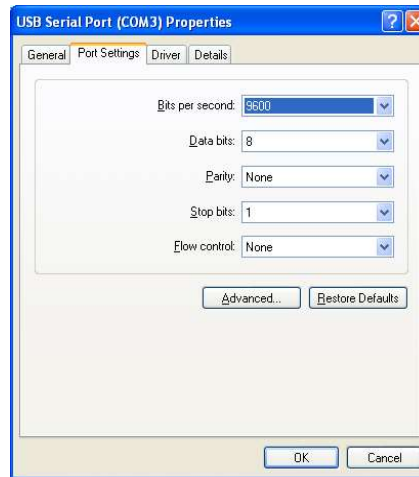 USB Serial Port (COM3) Properties
General Port Settings Driver Details
Bits per second: 9600
Data bits: 8
Parity: None
Stop bits: 1
Flow control: None
Advanced... Restore Defaults
OK Cancel